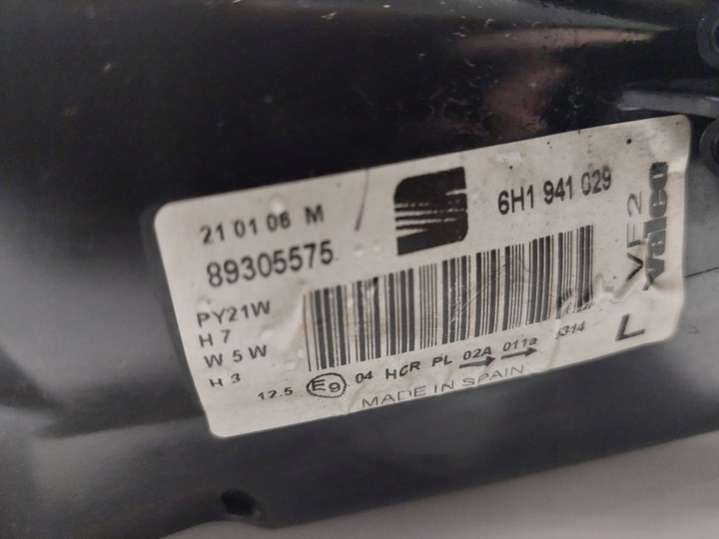 21 01 06 M
6H1 941 029
89305575
PY21W
H 7
W 5 W
H 3
12.5 E9 04 HCR PL 02A 011a
MADE IN SPAIN
VF2
Valeo
L